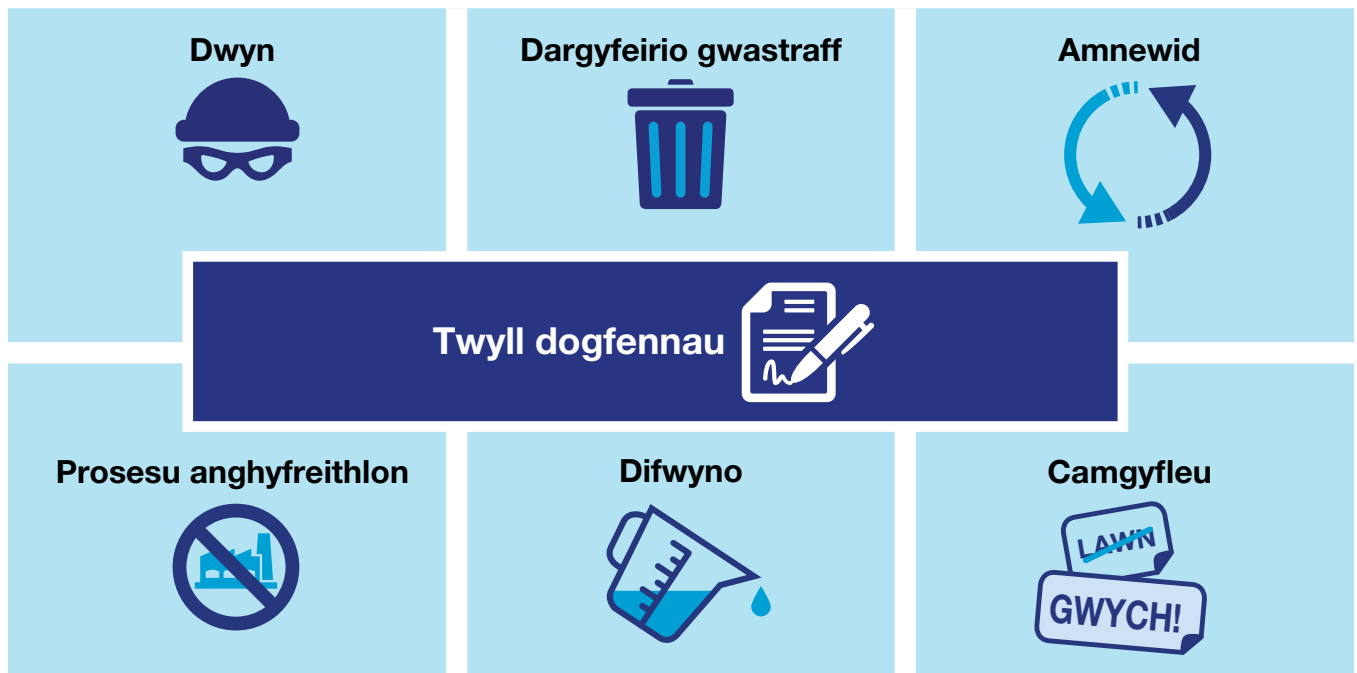 Dwyn
Dargyfeirio gwastraff
Amnewid
Twyll dogfennau
Prosesu anghyfreithlon
Difwyno
Camgyfleu
LAWN
GWYCH!